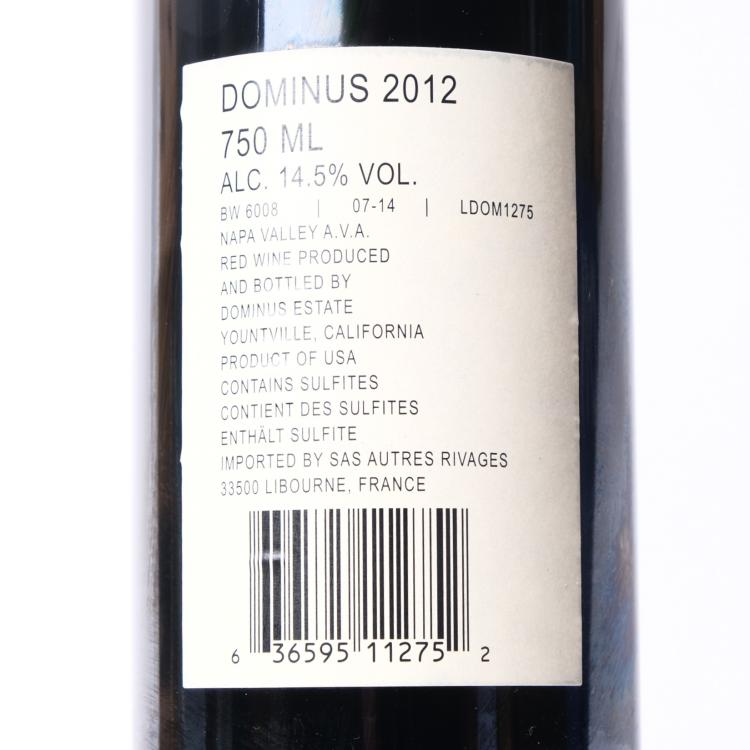 DOMINUS 2012
750 ML
ALC. 14.5% VOL.
BW 6008 | 07-14 | LDOM1275
NAPA VALLEY A.V.A.
RED WINE PRODUCED
AND BOTTLED BY
DOMINUS ESTATE
YOUNTVILLE, CALIFORNIA
PRODUCT OF USA
CONTAINS SULFITES
CONTIENT DES SULFITES
ENTHÄLT SULFITE
IMPORTED BY SAS AUTRES RIVAGES
33500 LIBOURNE, FRANCE
6 36595 11275 2